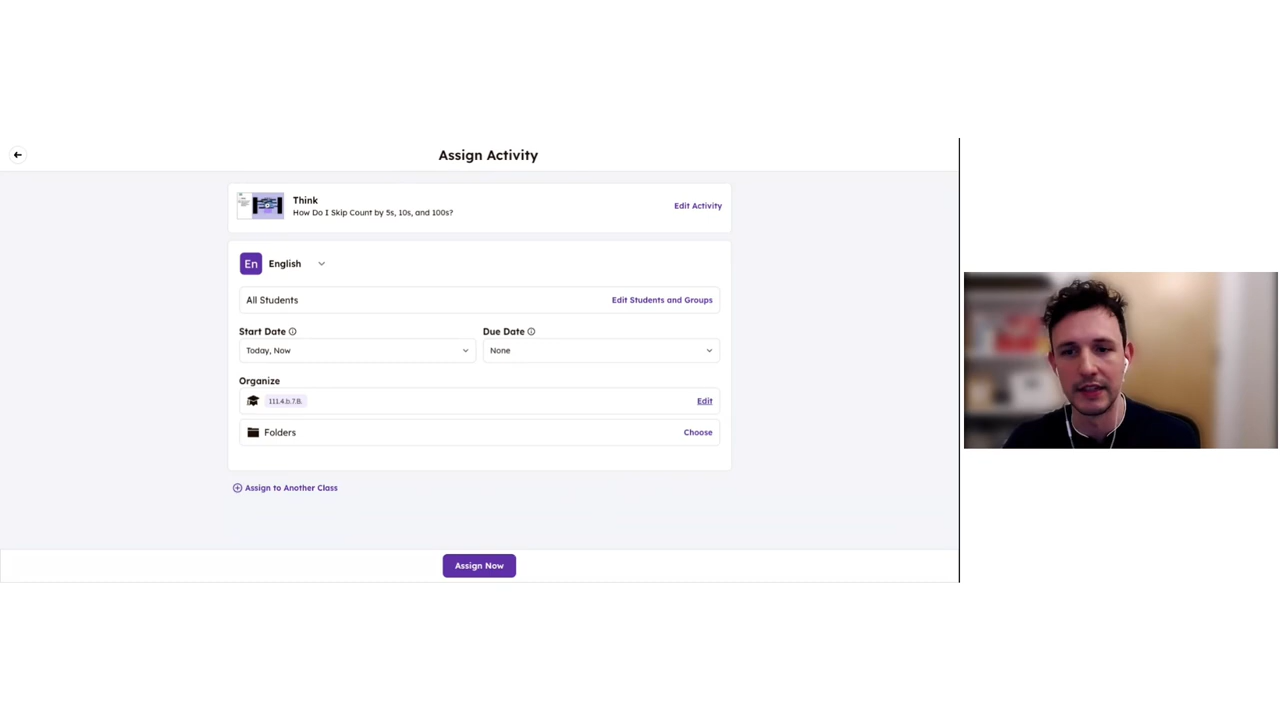 Assign Activity
Think
How Do I Skip Count by 5s, 10s, and 100s?
Edit Activity
En English
All Students
Edit Students and Groups
Start Date
Due Date
Today, Now
None
Organize
111.4.b.7.B.
Edit
Folders
Choose
Assign to Another Class
Assign Now